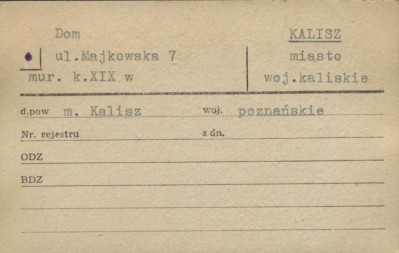 Dom
ul.Majkowska 7
mur. k.XIX w
KALISZ
miasto
woj.kaliskie
d.pow m. Kalisz woj. poznańskie
Nr. rejestru z dn.
ODZ
BDZ